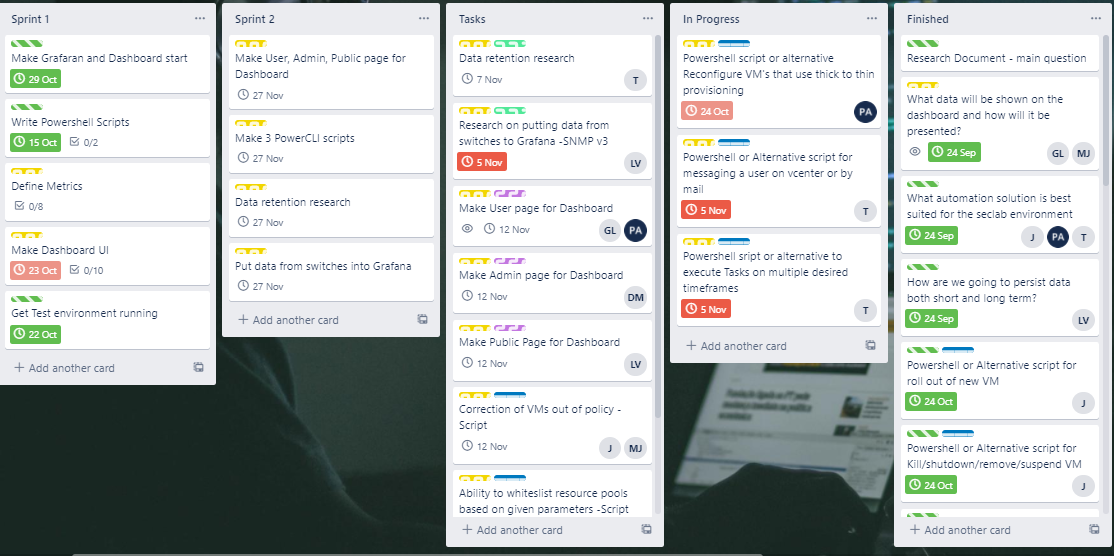 Sprint 1
Make Grafaran and Dashboard start
29 Oct
Write Powershell Scripts
15 Oct
0/2
Define Metrics
0/8
Make Dashboard UI
23 Oct
0/10
Get Test environment running
22 Oct
Add another card
Sprint 2
Make User, Admin, Public page for
Dashboard
27 Nov
Make 3 PowerCLI scripts
27 Nov
Data retention research
27 Nov
Put data from switches into Grafana
27 Nov
Add another card
Tasks
Data retention research
7 Nov
T
Research on putting data from
switches to Grafana -SNMP v3
5 Nov
LV
Make User page for Dashboard
12 Nov
GL
PA
Make Admin page for Dashboard
12 Nov
DM
Make Public Page for Dashboard
12 Nov
LV
Correction of VMs out of policy -
Script
12 Nov
J
MJ
Ability to whiteslist resource pools
based on given parameters -Script
Add another card
In Progress
Powershell script or alternative
Reconfigure VM's that use thick to thin
provisioning
24 Oct
PA
Powershell or Alternative script for
messaging a user on vcenter or by
mail
5 Nov
T
Powershell sript or alternative to
execute Tasks on multiple desired
timeframes
5 Nov
T
Add another card
Finished
Research Document - main question
What data will be shown on the
dashboard and how will it be
presented?
24 Sep
GL
MJ
What automation solution is best
suited for the seclab environment
24 Sep
J
PA
T
How are we going to persist data
both short and long term?
24 Sep
LV
Powershell or Alternative script for
roll out of new VM
24 Oct
J
Powershell or Alternative script for
Kill/shutdown/remove/suspend VM
24 Oct
J
Add another card